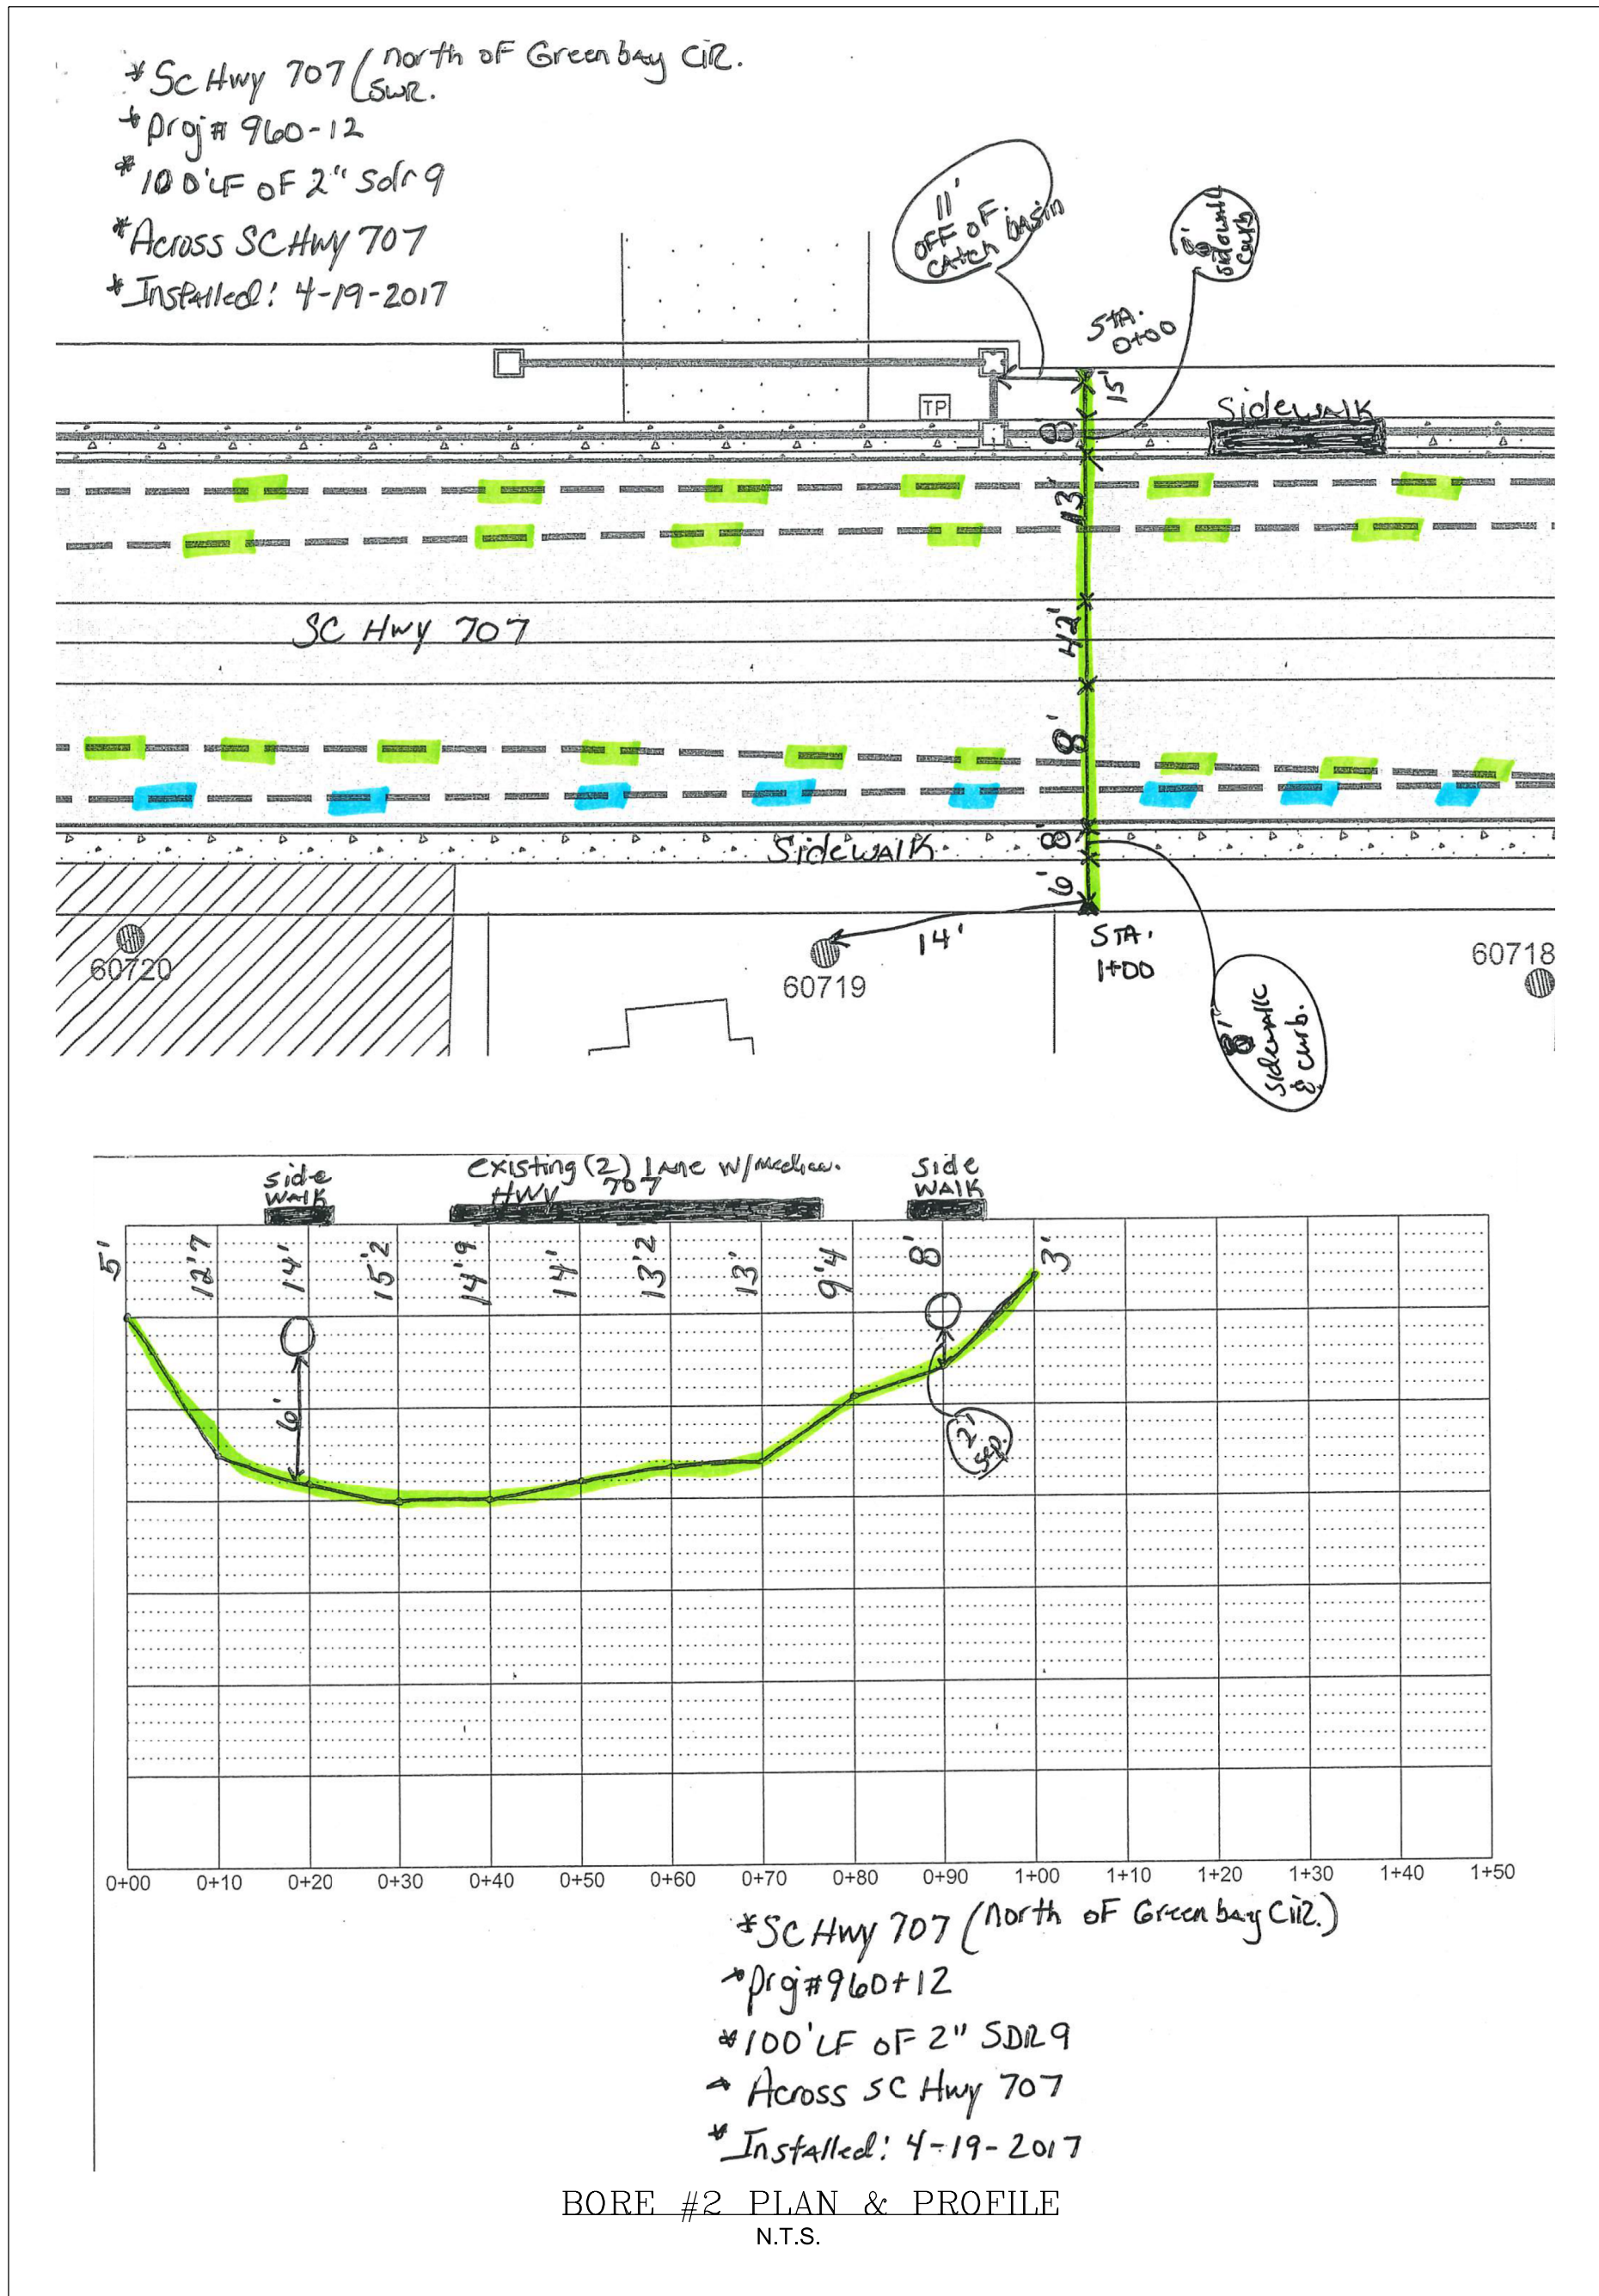 * SC Hwy 707 (north of Greenbay CIR.
SWR.
* proj# 960-12
* 100' LF OF 2" Sdr 9
* Across SC Hwy 707
* Installed: 4-19-2017
11'
OFF OF
CAtch basin
8'
curb
STA.
0+00
15'
TP
8'
Sidewalk
13'
SC Hwy 707
42'
8'
Sidewalk
8'
6'
14'
STA.
1+00
60720
60719
60718
8'
Sidewalk
& curb.
side
WALK
existing (2) lane w/
HWY 707
Side
WALK
5'
12'7
14'
15'2
14'9
14'
13'2
13'
9'4
8'
3'
6'
2'
sep.
0+00 0+10 0+20 0+30 0+40 0+50 0+60 0+70 0+80 0+90 1+00 1+10 1+20 1+30 1+40 1+50
* SC Hwy 707 (north OF Greenbay CIR.)
* prj# 960+12
* 100' LF OF 2" SDR 9
* Across SC Hwy 707
* Installed: 4-19-2017
BORE #2 PLAN & PROFILE
N.T.S.